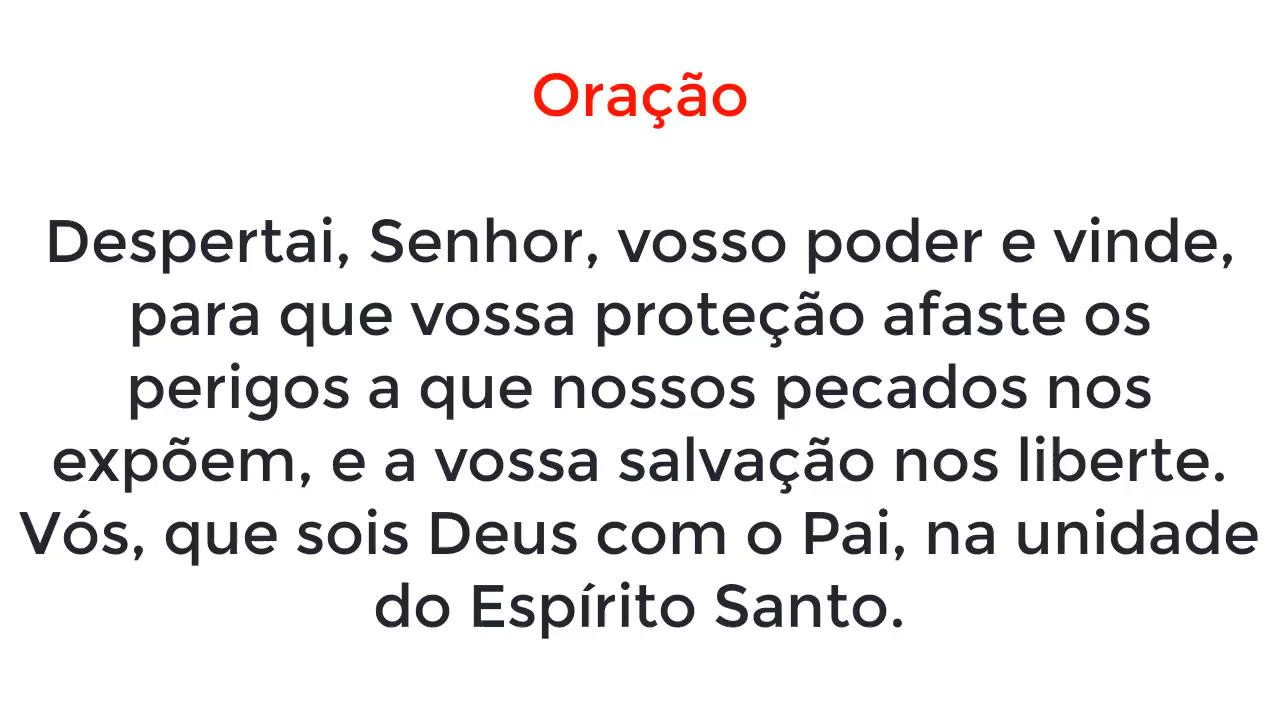 Oração
Despertai, Senhor, vosso poder e vinde,
para que vossa proteção afaste os
perigos a que nossos pecados nos
expõem, e a vossa salvação nos liberte.
Vós, que sois Deus com o Pai, na unidade
do Espírito Santo.